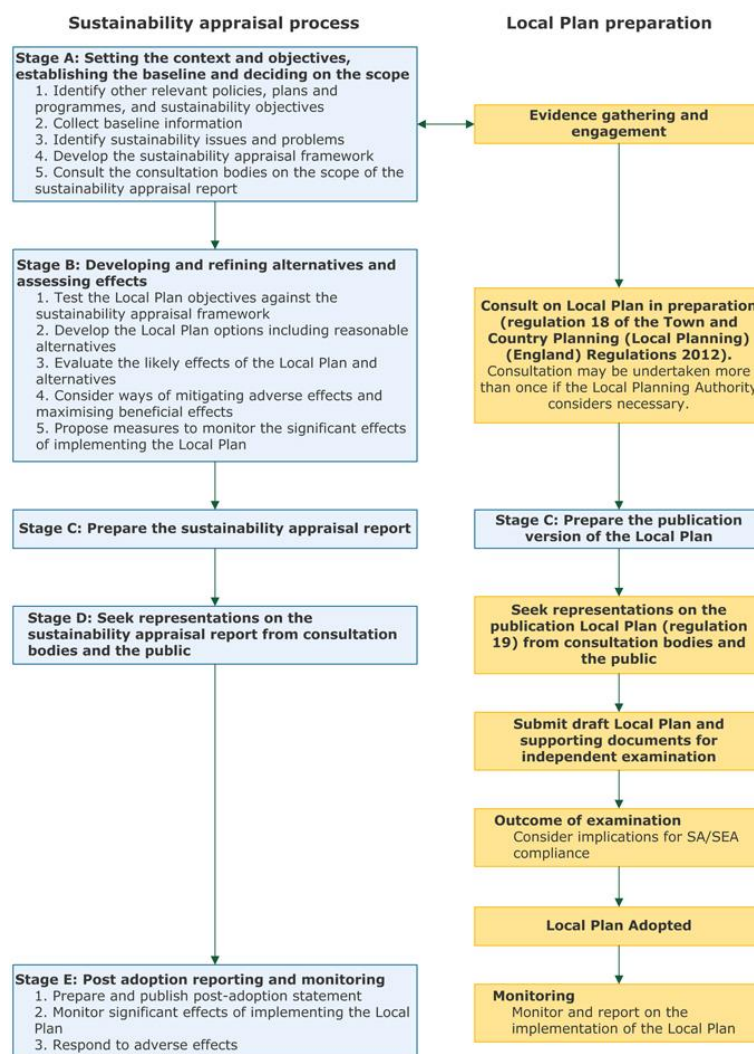 Sustainability appraisal process
Local Plan preparation
Stage A: Setting the context and objectives,
establishing the baseline and deciding on the scope
1. Identify other relevant policies, plans and
programmes, and sustainability objectives
2. Collect baseline information
3. Identify sustainability issues and problems
4. Develop the sustainability appraisal framework
5. Consult the consultation bodies on the scope of the
sustainability appraisal report
Evidence gathering and
engagement
Stage B: Developing and refining alternatives and
assessing effects
1. Test the Local Plan objectives against the
sustainability appraisal framework
2. Develop the Local Plan options including reasonable
alternatives
3. Evaluate the likely effects of the Local Plan and
alternatives
4. Consider ways of mitigating adverse effects and
maximising beneficial effects
5. Propose measures to monitor the significant effects
of implementing the Local Plan
Consult on Local Plan in preparation
(regulation 18 of the Town and
Country Planning (Local Planning)
(England) Regulations 2012).
Consultation may be undertaken more
than once if the Local Planning Authority
considers necessary.
Stage C: Prepare the sustainability appraisal report
Stage C: Prepare the publication
version of the Local Plan
Stage D: Seek representations on the
sustainability appraisal report from consultation
bodies and the public
Seek representations on the
publication Local Plan (regulation
19) from consultation bodies and
the public
Submit draft Local Plan and
supporting documents for
independent examination
Outcome of examination
Consider implications for SA/SEA
compliance
Local Plan Adopted
Stage E: Post adoption reporting and monitoring
1. Prepare and publish post-adoption statement
2. Monitor significant effects of implementing the Local
Plan
3. Respond to adverse effects
Monitoring
Monitor and report on the
implementation of the Local Plan